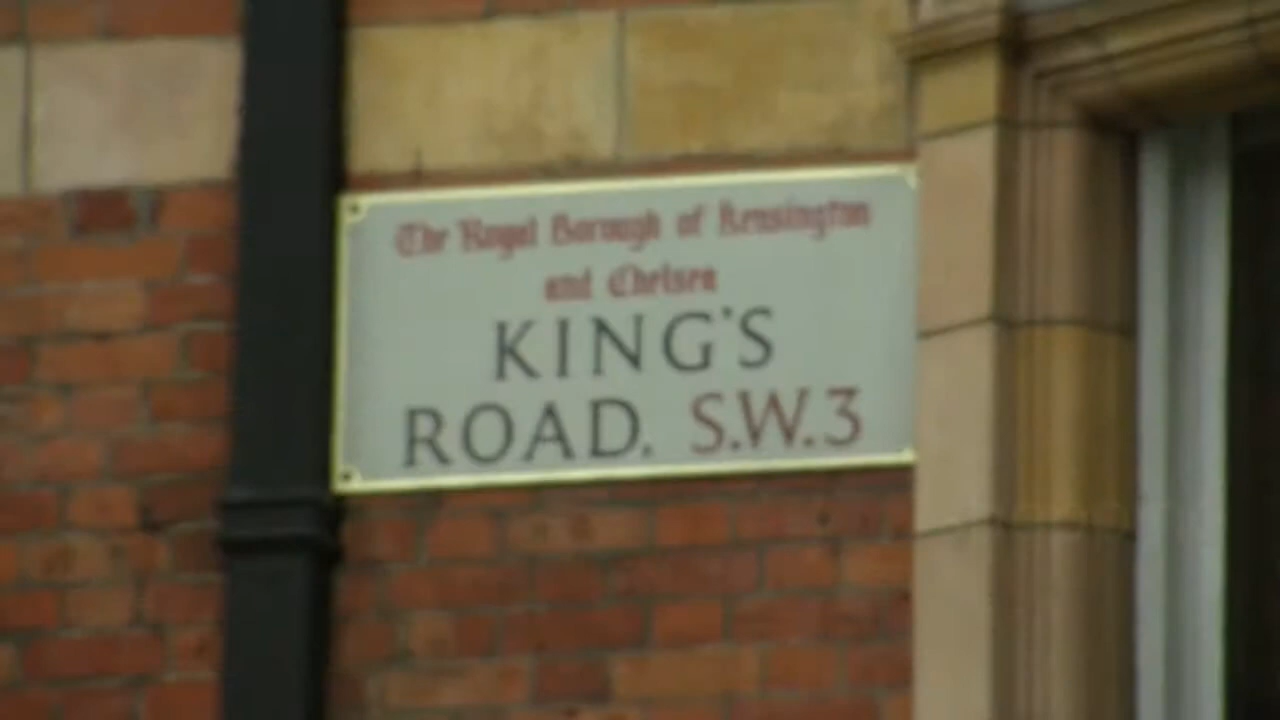 The Royal Borough of Kensington
and Chelsea
KING'S
ROAD. S.W.3